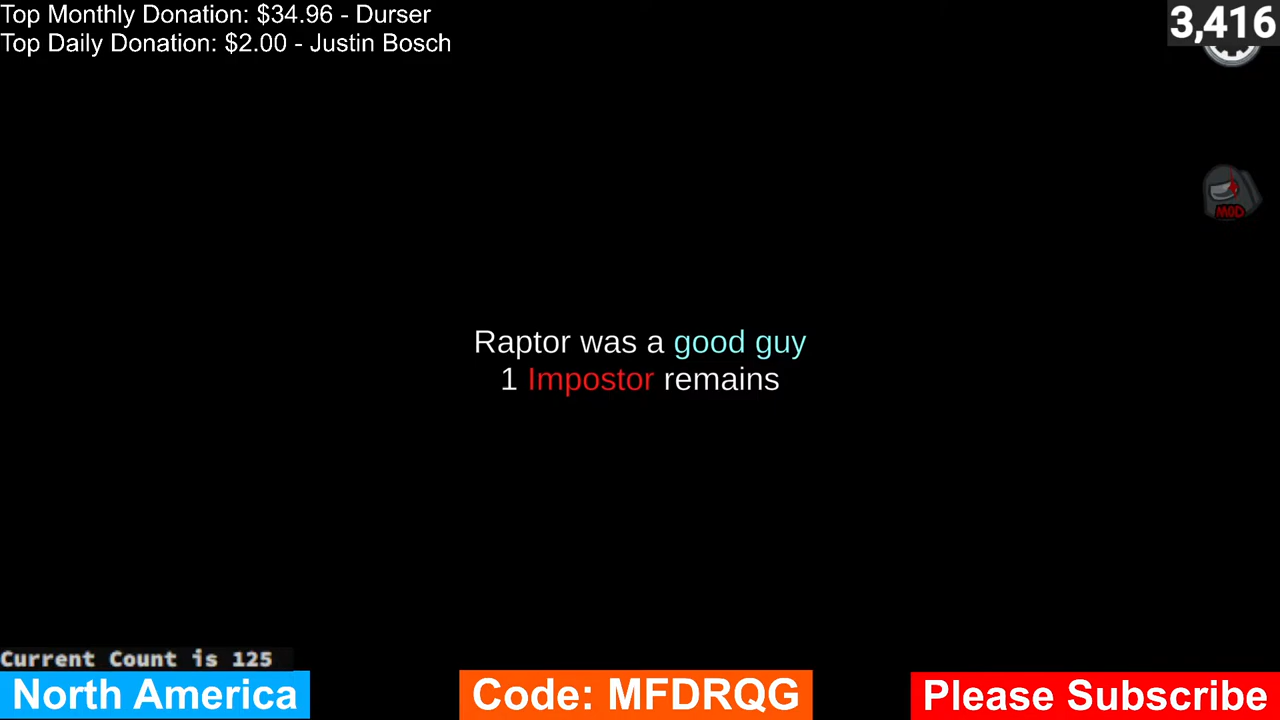 Top Monthly Donation: $34.96 - Durser
Top Daily Donation: $2.00 - Justin Bosch
3,416
MOD
Raptor was a good guy
1 Impostor remains
Current Count is 125
North America
Code: MFDRQG
Please Subscribe